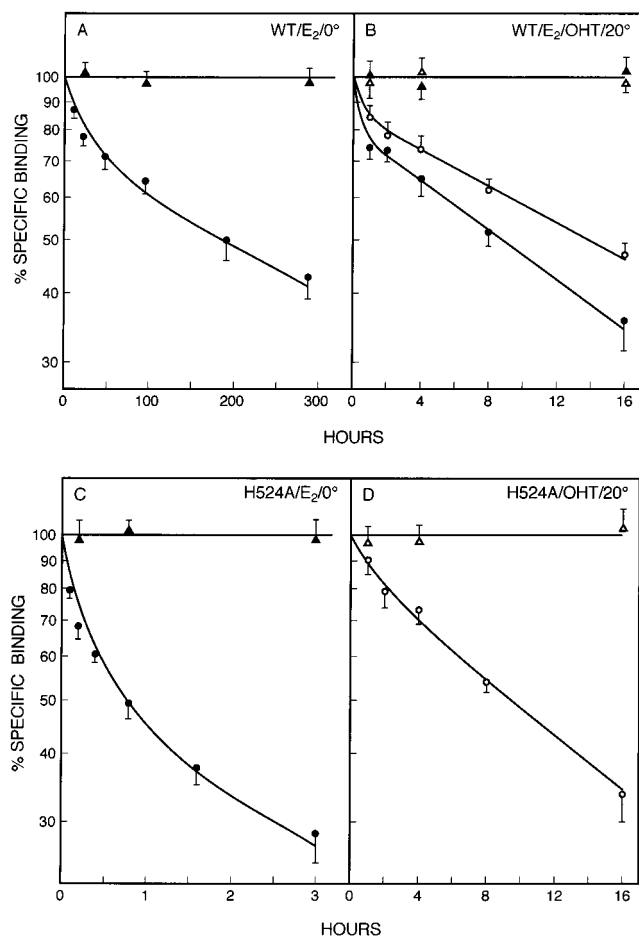 A WT/E₂/0°
B WT/E₂/OHT/20°
% SPECIFIC BINDING
100
90
80
70
60
50
40
30
0 100 200 300
0 4 8 12 16
HOURS
C H524A/E₂/0°
D H524A/OHT/20°
% SPECIFIC BINDING
100
90
80
70
60
50
40
30
0 1 2 3
0 4 8 12 16
HOURS